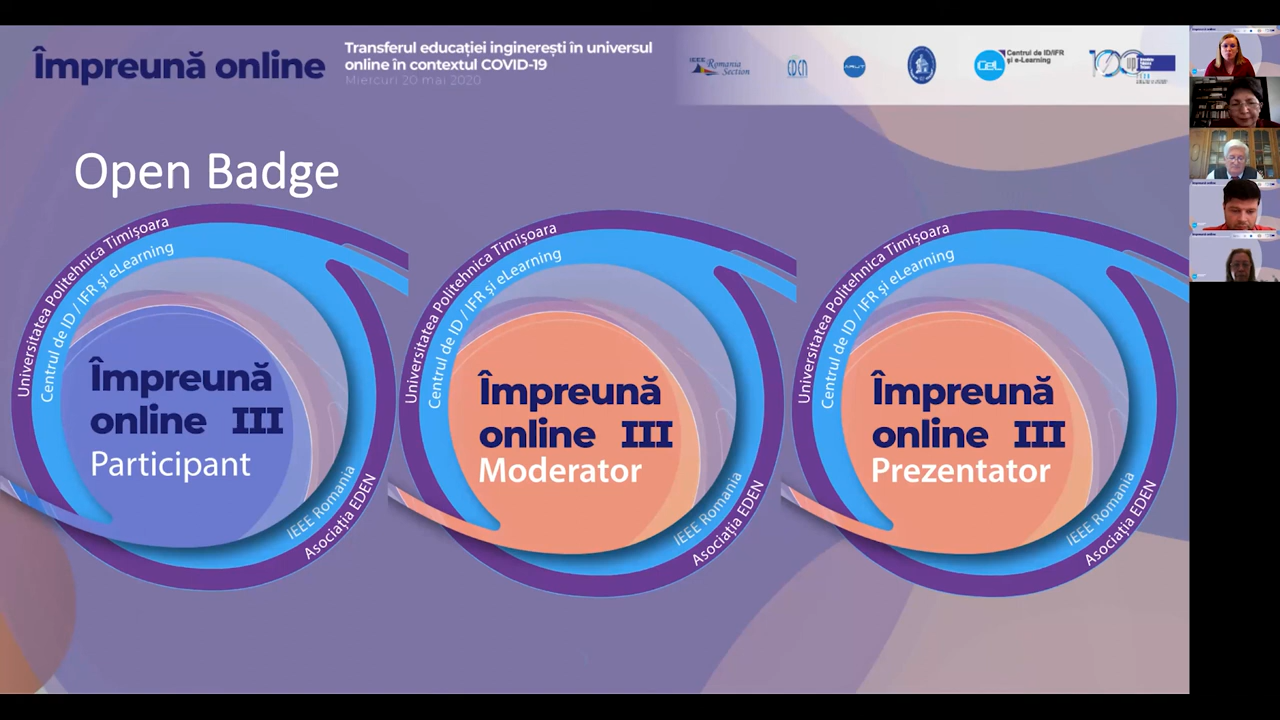 Împreună online
Transferul educației inginerești în universul
online în contextul COVID-19
Miercuri 20 mai 2020
IEEE Romania
Section
EDEN
CeL
Centrul de ID/IFR
și e-Learning
100
Open Badge
Universitatea Politehnica Timișoara
Centrul de ID / IFR și eLearning
Împreună
online III
Participant
IEEE Romania
Asociația EDEN
Universitatea Politehnica Timișoara
Centrul de ID / IFR și eLearning
Împreună
online III
Moderator
IEEE Romania
Asociația EDEN
Universitatea Politehnica Timișoara
Centrul de ID / IFR și eLearning
Împreună
online III
Prezentator
IEEE Romania
Asociația EDEN